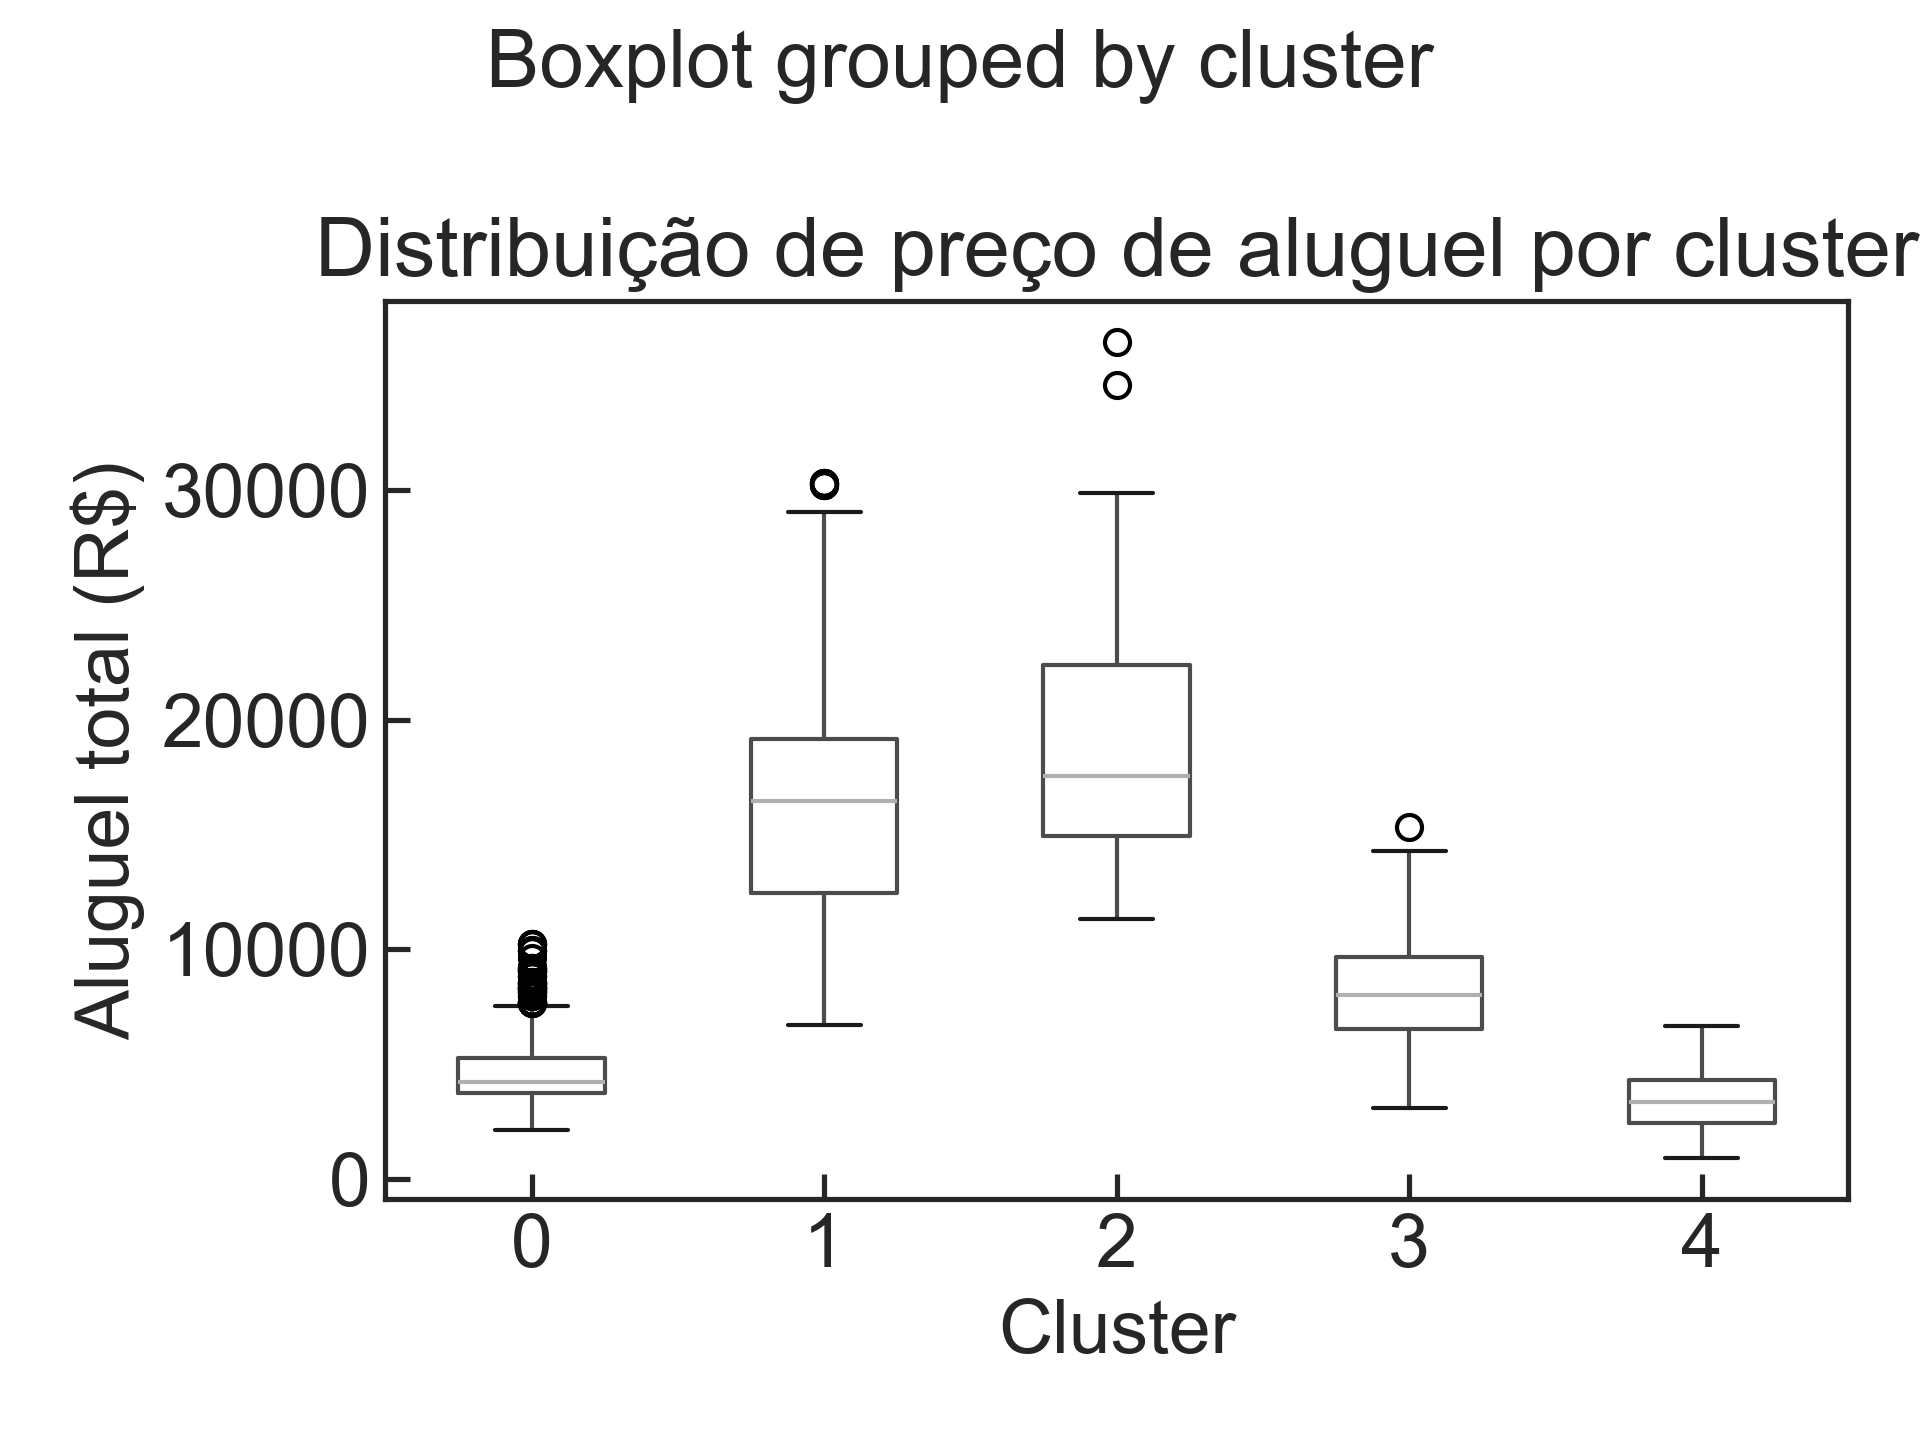 Boxplot grouped by cluster
Distribuição de preço de aluguel por cluster
Aluguel total (R$)
30000
20000
10000
0
0 1 2 3 4
Cluster